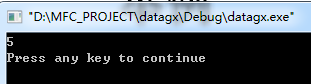 "D:\MFC_PROJECT\datagx\Debug\datagx.exe"
5
Press any key to continue